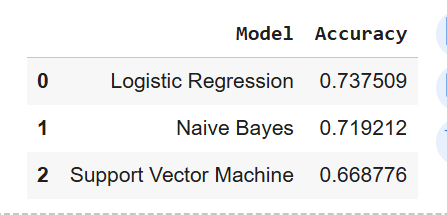 Model Accuracy
0 Logistic Regression 0.737509
1 Naive Bayes 0.719212
2 Support Vector Machine 0.668776